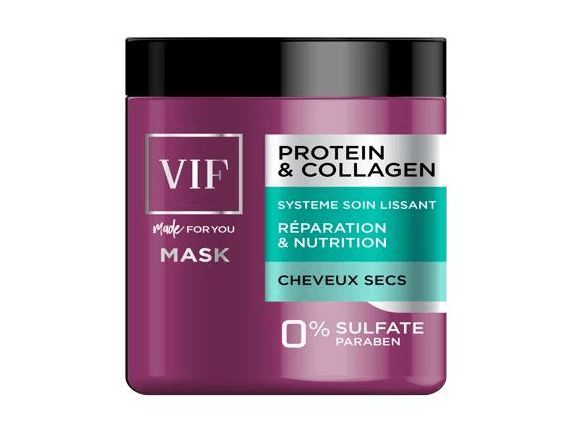 VIF
made FOR YOU
MASK
PROTEIN
& COLLAGEN
SYSTEME SOIN LISSANT
RÉPARATION
& NUTRITION
CHEVEUX SECS
0% SULFATE
PARABEN